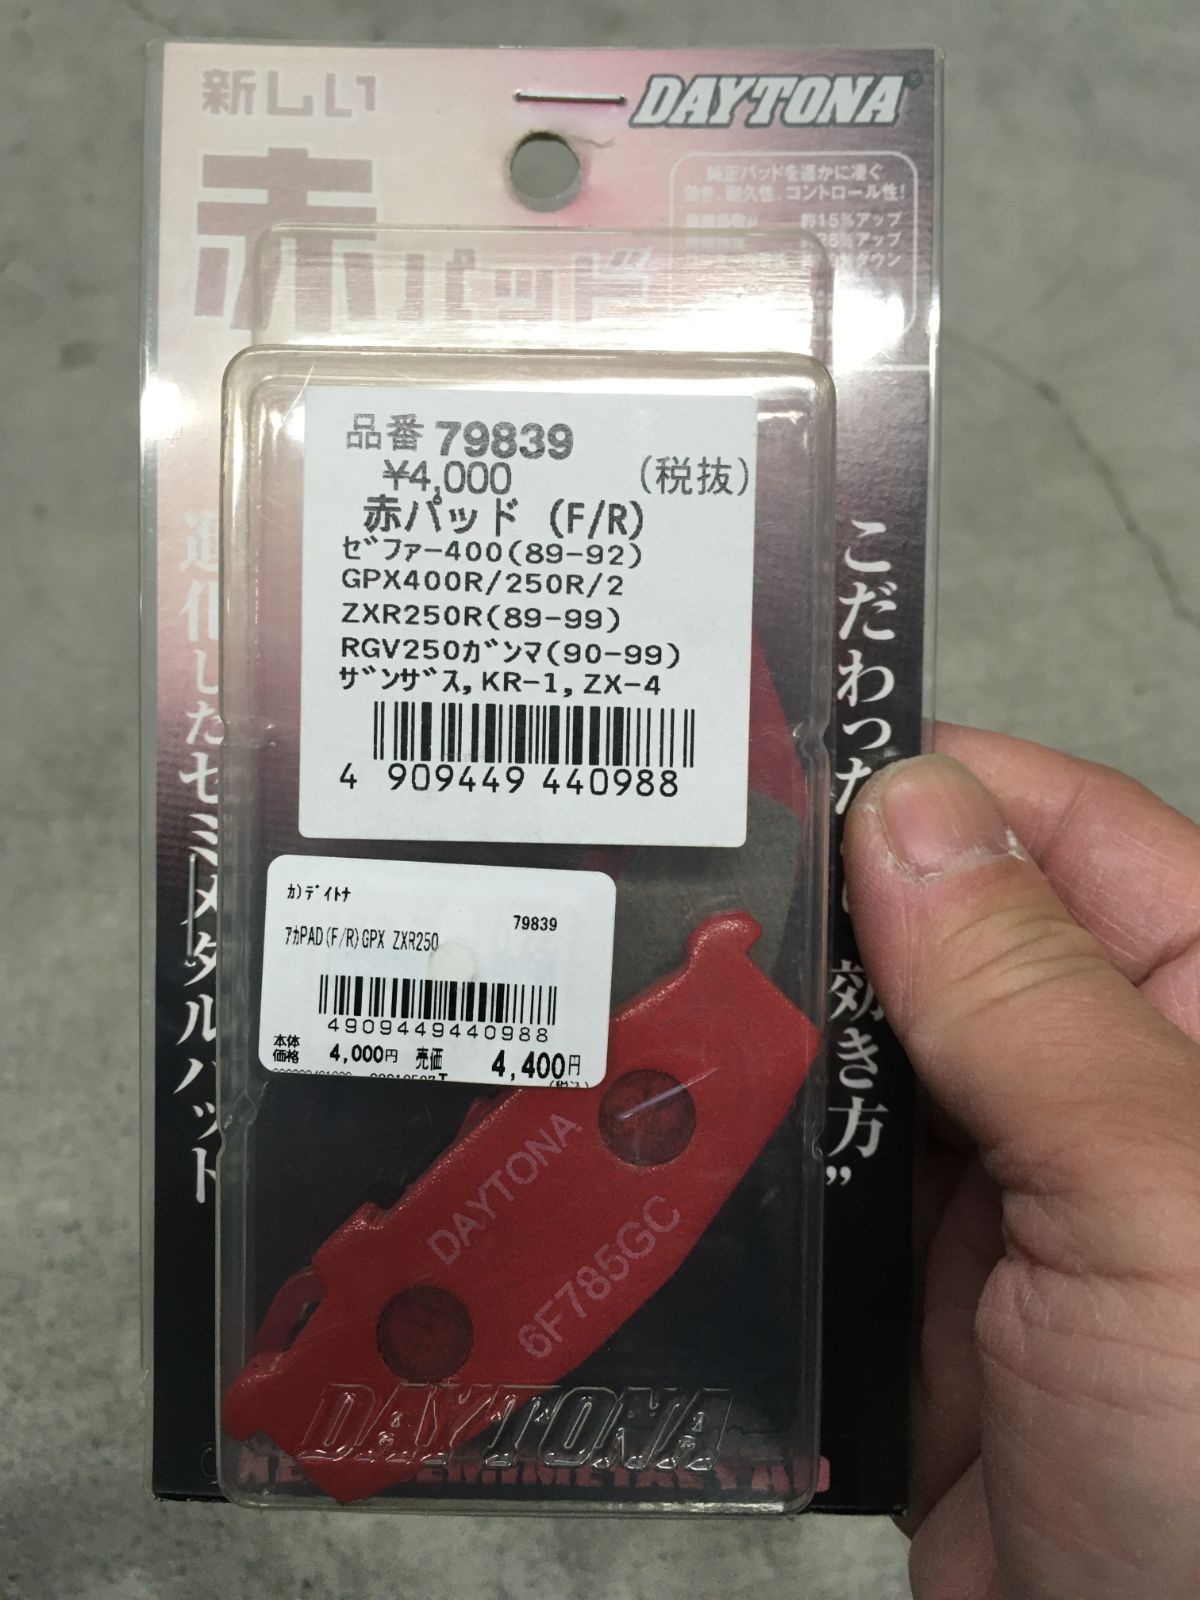 新しい
DAYTONA®
赤パッド
純正パッドを遥かに凌ぐ
効き、耐久性、コントロール性!
約15%アップ
アップ
ダウン
品番 79839
¥4,000 (税抜)
赤パッド (F/R)
ｾﾞﾌｧｰ400(89-92)
GPX400R/250R/2
ZXR250R(89-99)
RGV250ｶﾞﾝﾏ(90-99)
ｻﾞﾝｻﾞｽ,KR-1,ZX-4
4 909449 440988
ｶ)ﾃﾞｲﾄﾅ
79839
ｱｶPAD(F/R)GPX ZXR250
4909449440988
本体価格 4,000円 売価 4,400円
進化したセミメタルパッド
こだわった
効き方”
DAYTONA
6F785GC
DAYTONA